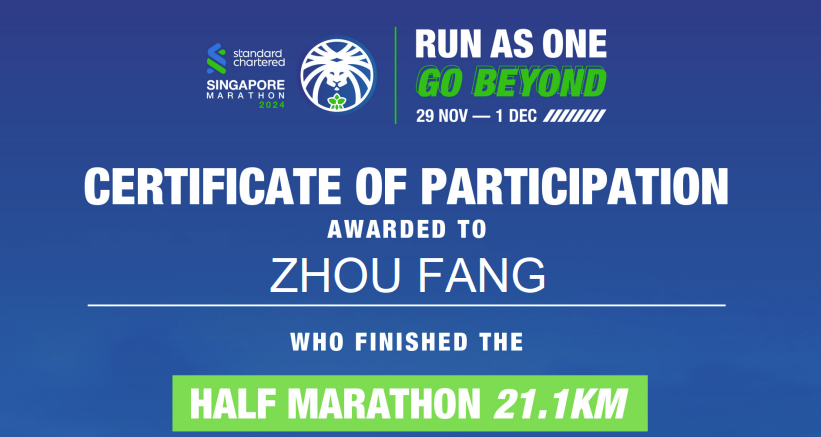 standard
chartered
SINGAPORE
MARATHON
2024
RUN AS ONE
GO BEYOND
29 NOV — 1 DEC
CERTIFICATE OF PARTICIPATION
AWARDED TO
ZHOU FANG
WHO FINISHED THE
HALF MARATHON 21.1KM